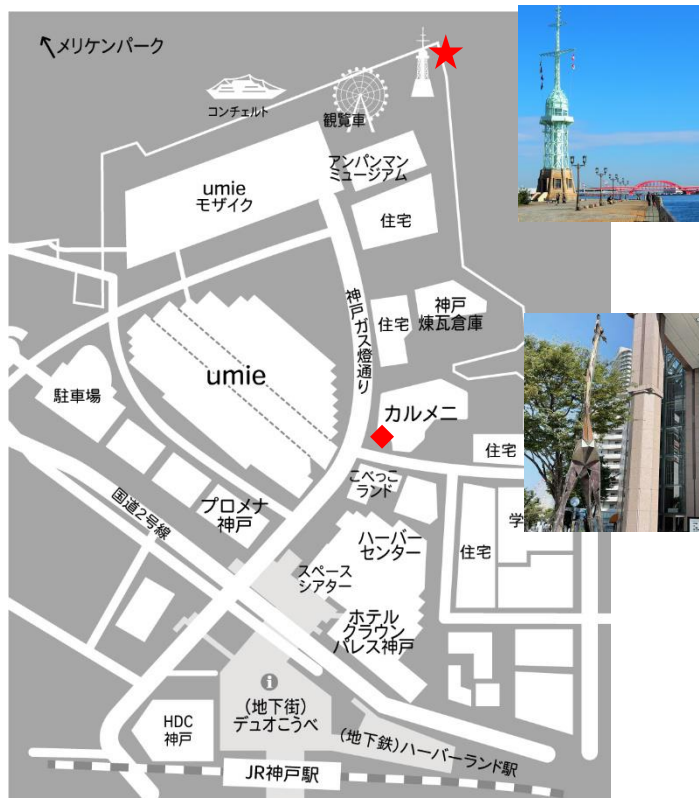 メリケンパーク
コンチェルト
観覧車
アンパンマン
ミュージアム
umie
モザイク
住宅
神戸ガス燈通り
住宅
神戸
煉瓦倉庫
umie
駐車場
カルメニ
住宅
こべっこ
ランド
プロメナ
神戸
国道2号線
学
ハーバー
センター
住宅
スペース
シアター
ホテル
クラウン
パレス神戸
i
(地下街)
デュオこうべ
HDC
神戸
(地下鉄)ハーバーランド駅
JR神戸駅